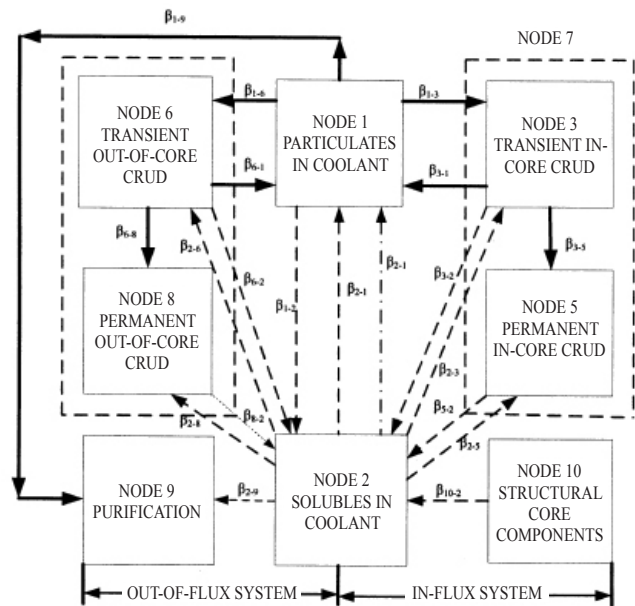 β1-9
NODE 7
NODE 6
TRANSIENT
OUT-OF-CORE
CRUD
β1-6
NODE 1
PARTICULATES
IN COOLANT
β1-3
NODE 3
TRANSIENT IN-
CORE CRUD
β6-1
β3-1
β6-8
β2-6
β6-2
β1-2
β2-1
β2-1
β3-2
β2-3
β3-5
NODE 8
PERMANENT
OUT-OF-CORE
CRUD
NODE 5
PERMANENT
IN-CORE CRUD
β8-2
β2-8
β5-2
β2-5
NODE 9
PURIFICATION
β2-9
NODE 2
SOLUBLES IN
COOLANT
β10-2
NODE 10
STRUCTURAL
CORE
COMPONENTS
OUT-OF-FLUX SYSTEM
IN-FLUX SYSTEM